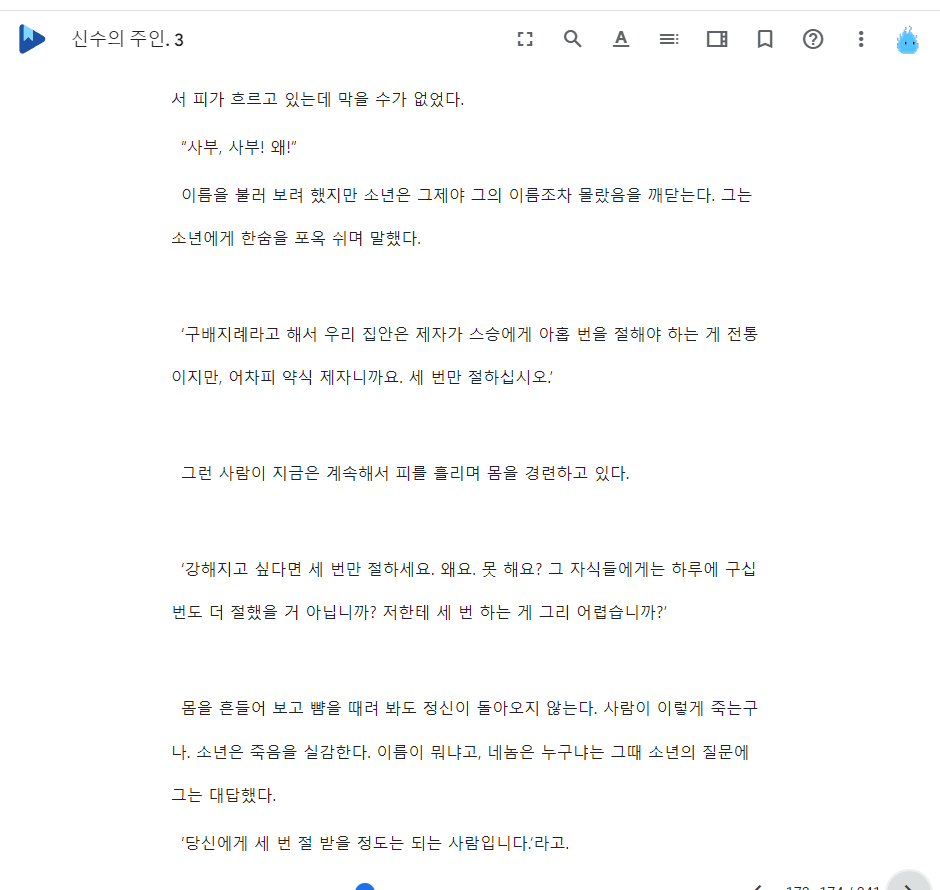 신수의 주인. 3
서 피가 흐르고 있는데 막을 수가 없었다.
“사부, 사부! 왜!”
이름을 불러 보려 했지만 소년은 그제야 그의 이름조차 몰랐음을 깨닫는다. 그는
소년에게 한숨을 포옥 쉬며 말했다.
‘구배지례라고 해서 우리 집안은 제자가 스승에게 아홉 번을 절해야 하는 게 전통
이지만, 어차피 약식 제자니까요. 세 번만 절하십시오.’
그런 사람이 지금은 계속해서 피를 흘리며 몸을 경련하고 있다.
‘강해지고 싶다면 세 번만 절하세요. 왜요. 못 해요? 그 자식들에게는 하루에 구십
번도 더 절했을 거 아닙니까? 저한테 세 번 하는 게 그리 어렵습니까?’
몸을 흔들어 보고 뺨을 때려 봐도 정신이 돌아오지 않는다. 사람이 이렇게 죽는구
나. 소년은 죽음을 실감한다. 이름이 뭐냐고, 네놈은 누구냐는 그때 소년의 질문에
그는 대답했다.
‘당신에게 세 번 절 받을 정도는 되는 사람입니다.’라고.